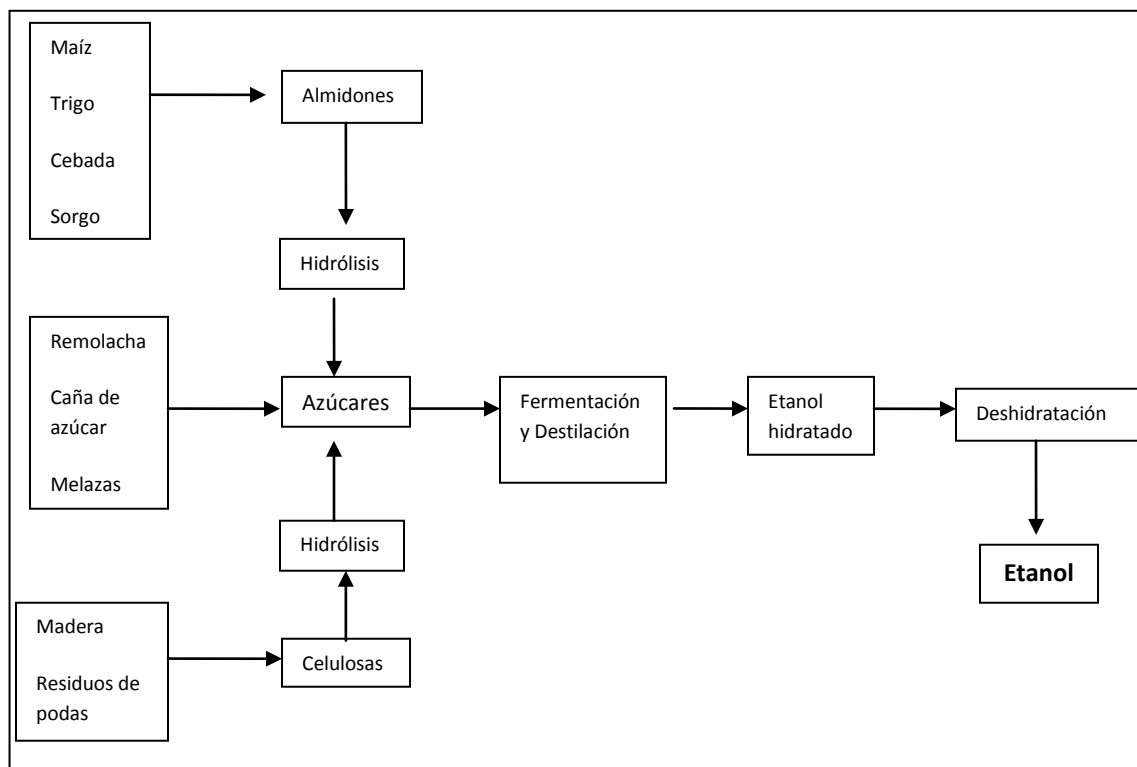 Maíz
Trigo
Cebada
Sorgo
Almidones
Hidrólisis
Remolacha
Caña de
azúcar
Melazas
Azúcares
Fermentación
y Destilación
Etanol
hidratado
Deshidratación
Etanol
Hidrólisis
Celulosas
Madera
Residuos de
podas